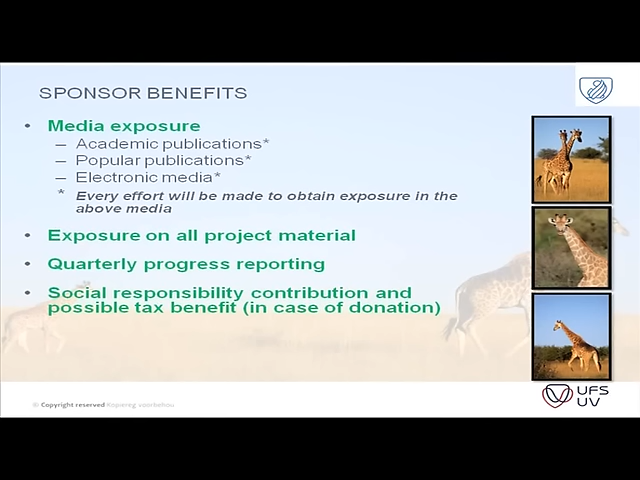 SPONSOR BENEFITS
• Media exposure
– Academic publications*
– Popular publications*
– Electronic media*
* Every effort will be made to obtain exposure in the
above media
• Exposure on all project material
• Quarterly progress reporting
• Social responsibility contribution and
possible tax benefit (in case of donation)
© Copyright reserved Kopiereg voorbehou
UFS
UV